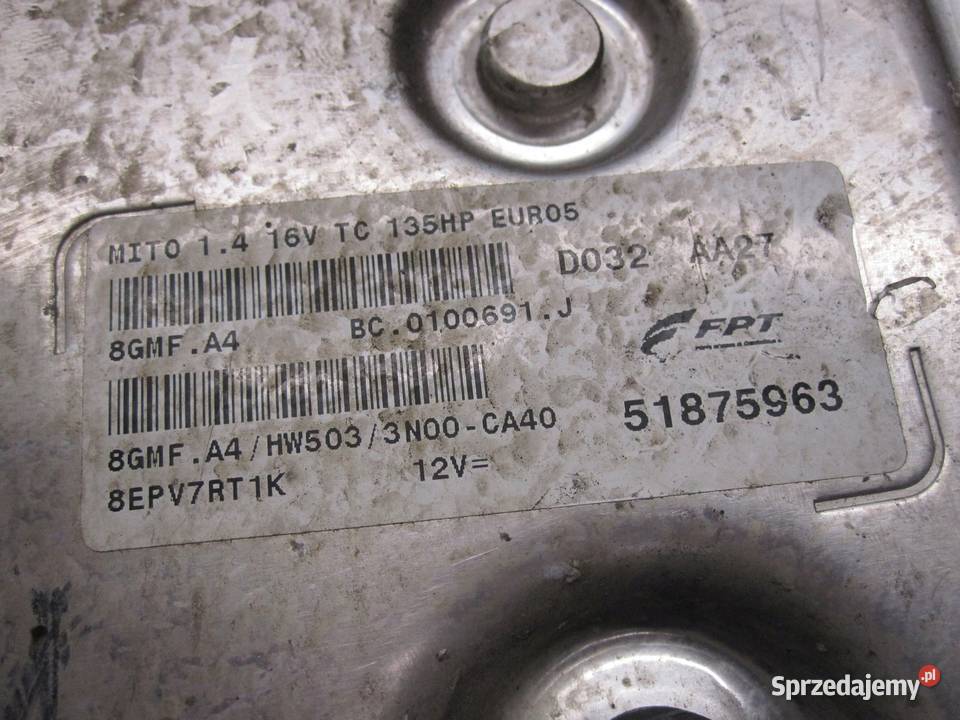 MITO 1.4 16V TC 135HP EURO5
D032 AA27
8GMF.A4 BC.0100691.J
FPT
8GMF.A4/HW503/3N00-CA40
51875963
8EPV7RT1K 12V=
Sprzedajemy.pl